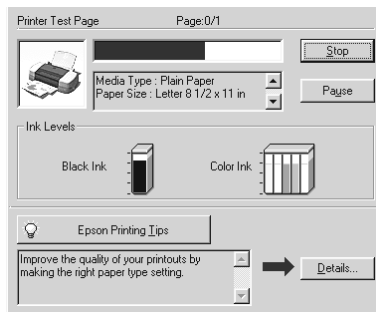 Printer Test Page Page:0/1
Stop
Media Type : Plain Paper
Paper Size : Letter 8 1/2 x 11 in
Pause
Ink Levels
Black Ink Color Ink
Epson Printing Tips
Improve the quality of your printouts by
making the right paper type setting.
Details...